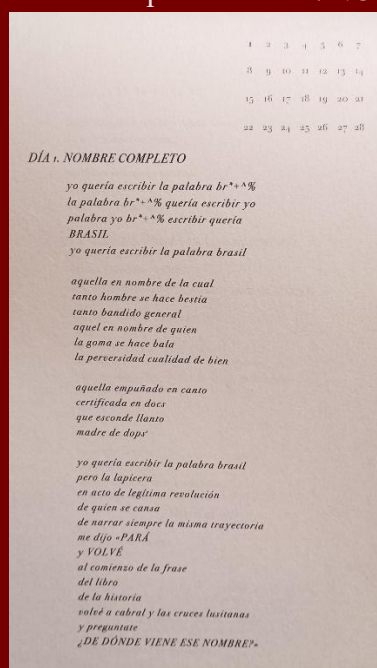 1 2 3 4 5 6 7
8 9 10 11 12 13 14
15 16 17 18 19 20 21
22 23 24 25 26 27 28
DÍA 1. NOMBRE COMPLETO
yo quería escribir la palabra br*+^%
la palabra br*+^% quería escribir yo
palabra yo br*+^% escribir quería
BRASIL
yo quería escribir la palabra brasil
aquella en nombre de la cual
tanto hombre se hace bestia
tanto bandido general
aquel en nombre de quien
la goma se hace bala
la perversidad cualidad de bien
aquella empuñado en canto
certificada en docs
que esconde llanto
madre de dops¹
yo quería escribir la palabra brasil
pero la lapicera
en acto de legítima revolución
de quien se cansa
de narrar siempre la misma trayectoria
me dijo «PARÁ
y VOLVÉ
al comienzo de la frase
del libro
de la historia
volvé a cabral y las cruces lusitanas
y preguntate
¿DE DÓNDE VIENE ESE NOMBRE?»